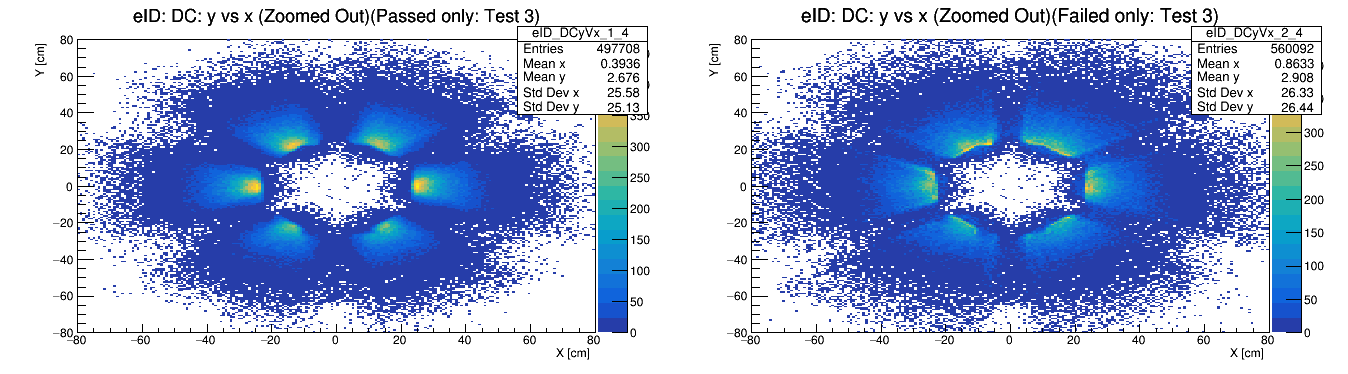 eID: DC: y vs x (Zoomed Out)(Passed only: Test 3)
eID_DCyVx_1_4
Entries 497708
Mean x 0.3936
Mean y 2.676
Std Dev x 25.58
Std Dev y 25.13
Y [cm]
80
60
40
20
0
−20
−40
−60
−80
−80 −60 −40 −20 0 20 40 60 80
X [cm]
350
300
250
200
150
100
50
0
eID: DC: y vs x (Zoomed Out)(Failed only: Test 3)
eID_DCyVx_2_4
Entries 560092
Mean x 0.8633
Mean y 2.908
Std Dev x 26.33
Std Dev y 26.44
Y [cm]
80
60
40
20
0
−20
−40
−60
−80
−80 −60 −40 −20 0 20 40 60 80
X [cm]
300
250
200
150
100
50
0